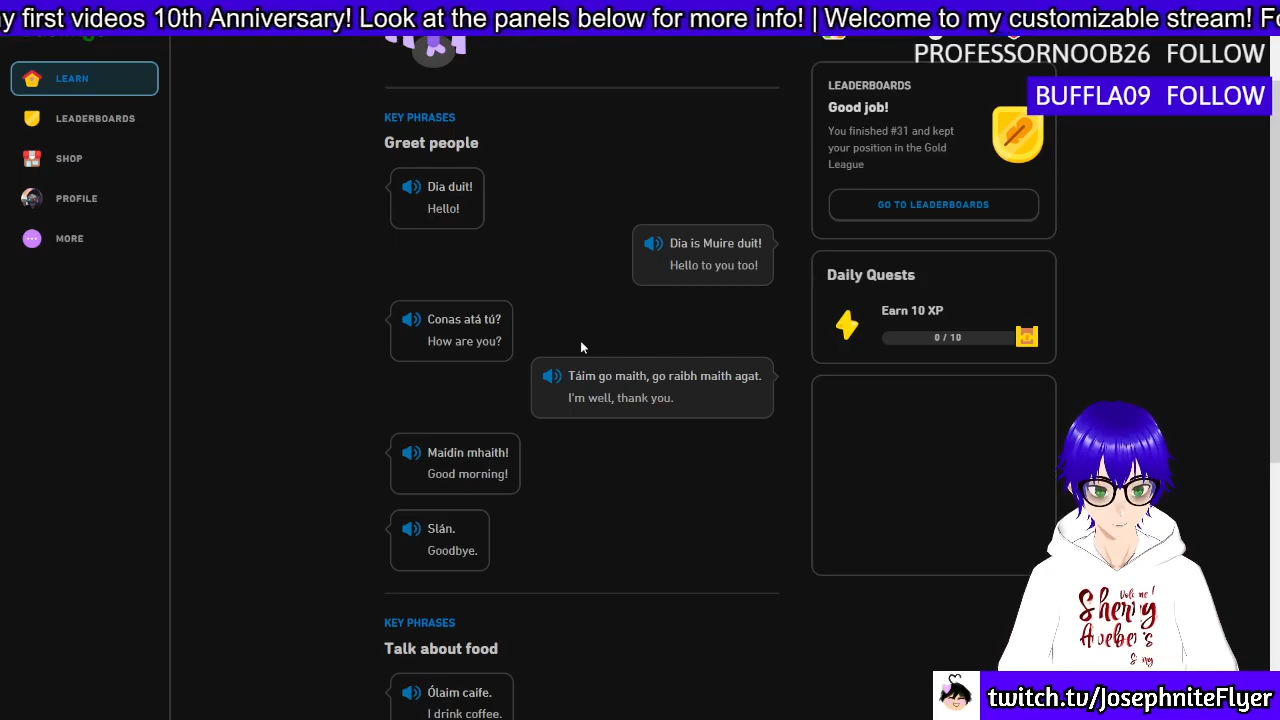 y first videos 10th Anniversary! Look at the panels below for more info! | Welcome to my customizable stream! Fo
PROFESSORNOOB26 FOLLOW
BUFFLA09 FOLLOW
LEARN
LEADERBOARDS
SHOP
PROFILE
MORE
KEY PHRASES
Greet people
Dia duit!
Hello!
Dia is Muire duit!
Hello to you too!
Conas atá tú?
How are you?
Táim go maith, go raibh maith agat.
I'm well, thank you.
Maidin mhaith!
Good morning!
Slán.
Goodbye.
KEY PHRASES
Talk about food
Ólaim caife.
I drink coffee.
LEADERBOARDS
Good job!
You finished #31 and kept
your position in the Gold
League
GO TO LEADERBOARDS
Daily Quests
Earn 10 XP
0 / 10
Sherry
twitch.tv/JosephniteFlyer